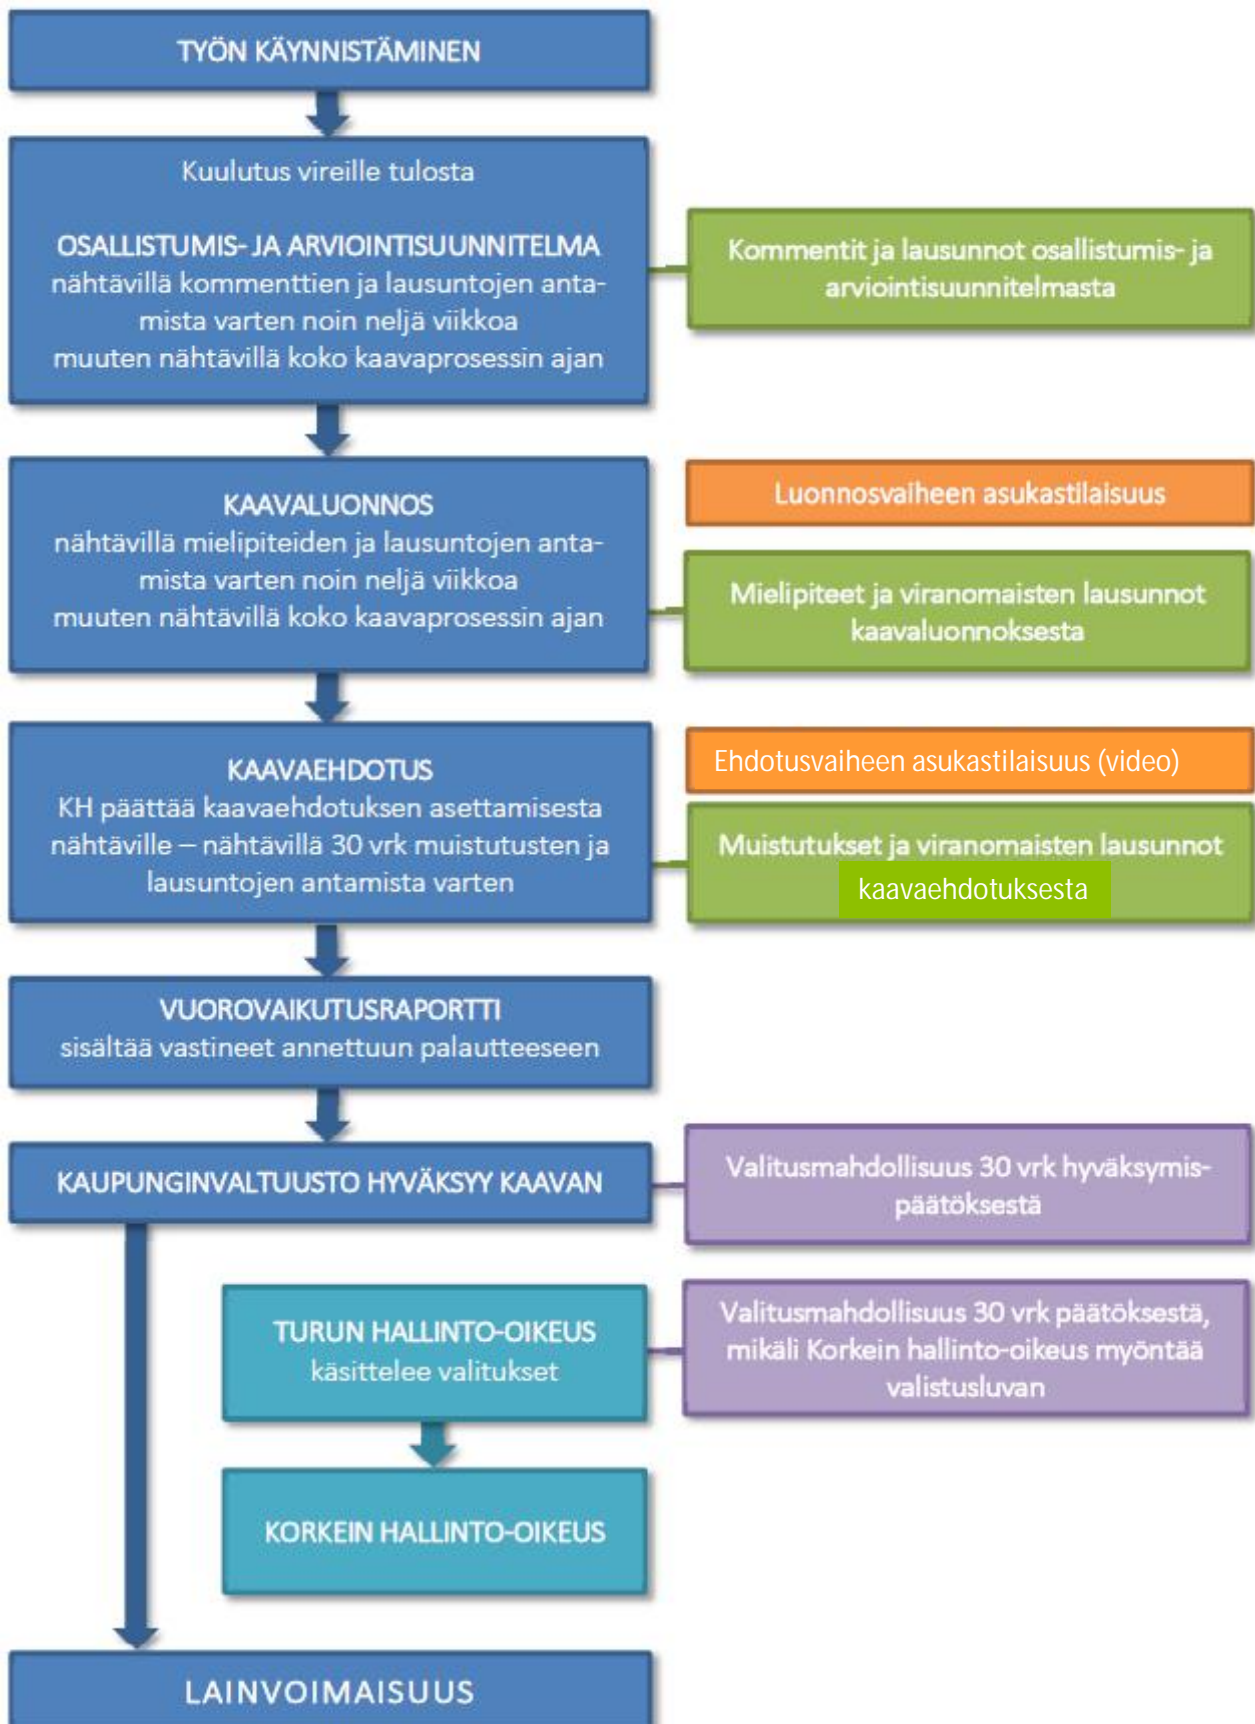 TYÖN KÄYNNISTÄMINEN
Kuulutus vireille tulosta
OSALLISTUMIS- JA ARVIOINTISUUNNITELMA
nähtävillä kommenttien ja lausuntojen anta-
mista varten noin neljä viikkoa
muuten nähtävillä koko kaavaprosessin ajan
Kommentit ja lausunnot osallistumis- ja
arviointisuunnitelmasta
KAAVALUONNOS
nähtävillä mielipiteiden ja lausuntojen anta-
mista varten noin neljä viikkoa
muuten nähtävillä koko kaavaprosessin ajan
Luonnosvaiheen asukastilaisuus
Mielipiteet ja viranomaisten lausunnot
kaavaluonnoksesta
KAAVAEHDOTUS
KH päättää kaavaehdotuksen asettamisesta
nähtäville – nähtävillä 30 vrk muistutusten ja
lausuntojen antamista varten
Ehdotusvaiheen asukastilaisuus (video)
Muistutukset ja viranomaisten lausunnot
kaavaehdotuksesta
VUOROVAIKUTUSRAPORTTI
sisältää vastineet annettuun palautteeseen
KAUPUNGINVALTUUSTO HYVÄKSYY KAAVAN
Valitusmahdollisuus 30 vrk hyväksymis-
päätöksestä
TURUN HALLINTO-OIKEUS
käsittelee valitukset
Valitusmahdollisuus 30 vrk päätöksestä,
mikäli Korkein hallinto-oikeus myöntää
valistusluvan
KORKEIN HALLINTO-OIKEUS
LAINVOIMAISUUS